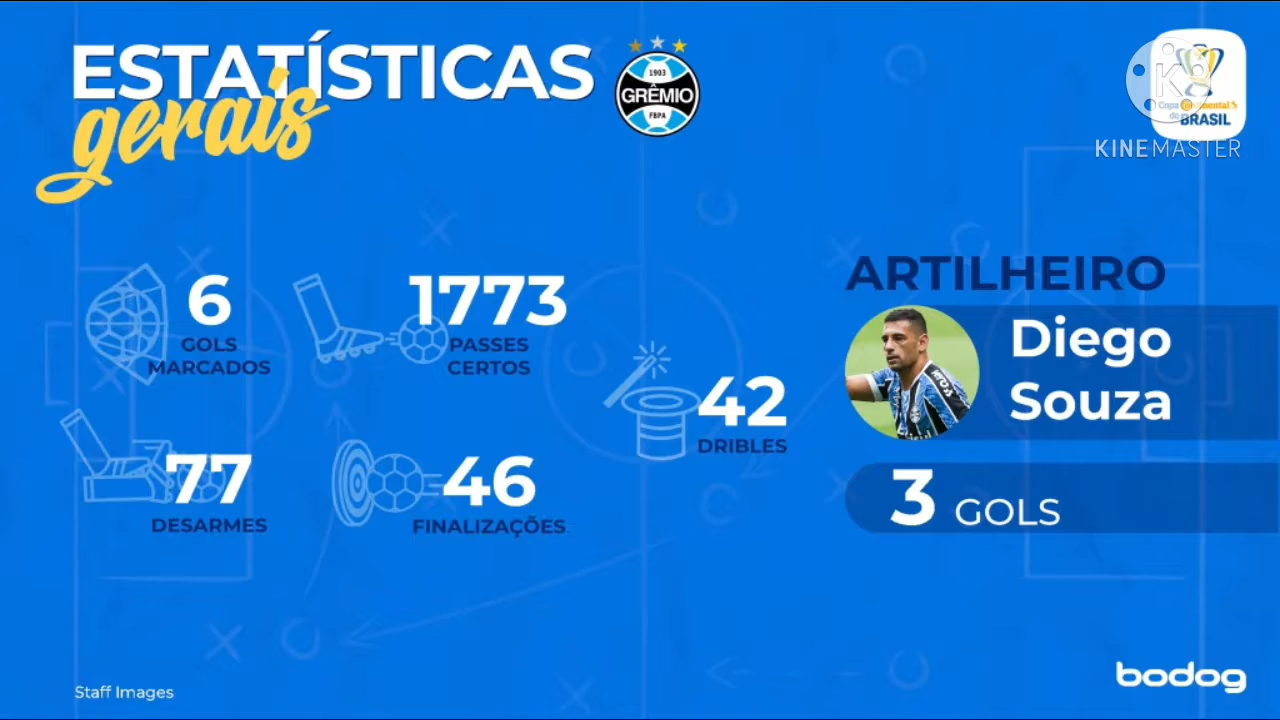 ESTATÍSTICAS
gerais
1903
GRÊMIO
FBPA
BRASIL
KINEMASTER
6
GOLS
MARCADOS
1773
PASSES
CERTOS
77
DESARMES
46
FINALIZAÇÕES
42
DRIBLES
ARTILHEIRO
Diego
Souza
3 GOLS
Staff Images
bodog